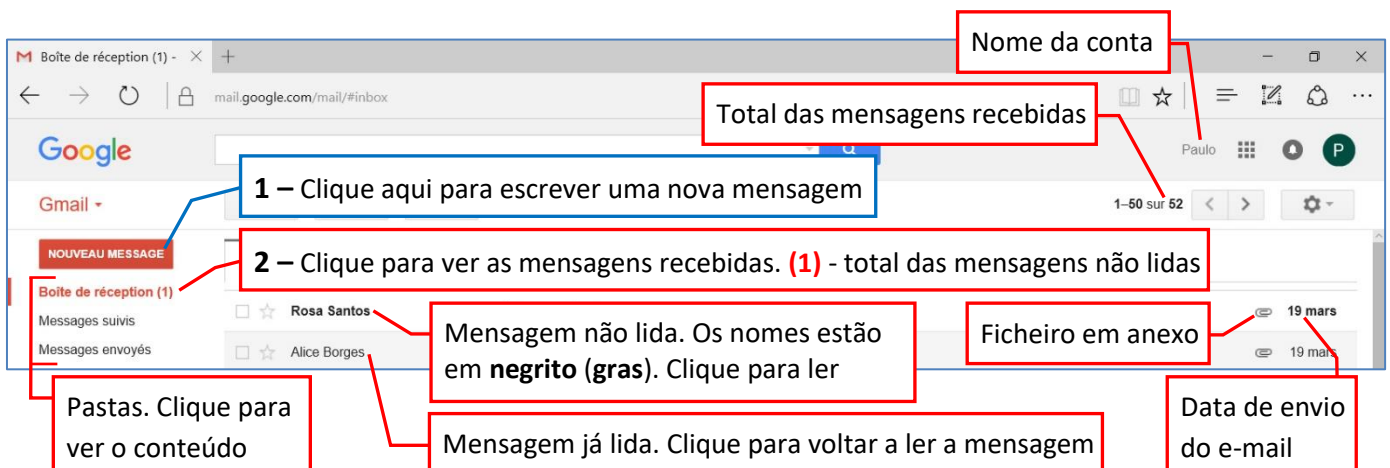 Nome da conta
Boîte de réception (1) -
mail.google.com/mail/#inbox
Total das mensagens recebidas
Google
Paulo
P
1 – Clique aqui para escrever uma nova mensagem
Gmail
1–50 sur 52
NOUVEAU MESSAGE
2 – Clique para ver as mensagens recebidas. (1) - total das mensagens não lidas
Boîte de réception (1)
Messages suivis
Messages envoyés
Rosa Santos
19 mars
Mensagem não lida. Os nomes estão
em negrito (gras). Clique para ler
Ficheiro em anexo
Alice Borges
19 mars
Pastas. Clique para
ver o conteúdo
Mensagem já lida. Clique para voltar a ler a mensagem
Data de envio
do e-mail